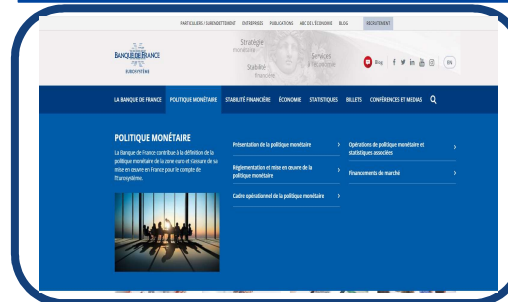 PARTICULIERS / SURENDETTEMENT ENTREPRISES PUBLICATIONS ABC DE L'ÉCONOMIE BLOG RECRUTEMENT
BANQUE DE FRANCE
EUROSYSTÈME
Stratégie
monétaire
Stabilité
financière
Services
à l'économie
Blog
EN
LA BANQUE DE FRANCE POLITIQUE MONÉTAIRE STABILITÉ FINANCIÈRE ÉCONOMIE STATISTIQUES BILLETS CONFÉRENCES ET MEDIAS
POLITIQUE MONÉTAIRE
La Banque de France contribue à la définition de la
politique monétaire de la zone euro et s'assure de sa
mise en œuvre en France pour le compte de
l'Eurosystème.
Présentation de la politique monétaire
Réglementation et mise en œuvre de la
politique monétaire
Cadre opérationnel de la politique monétaire
Opérations de politique monétaire et
statistiques associées
Financements de marché